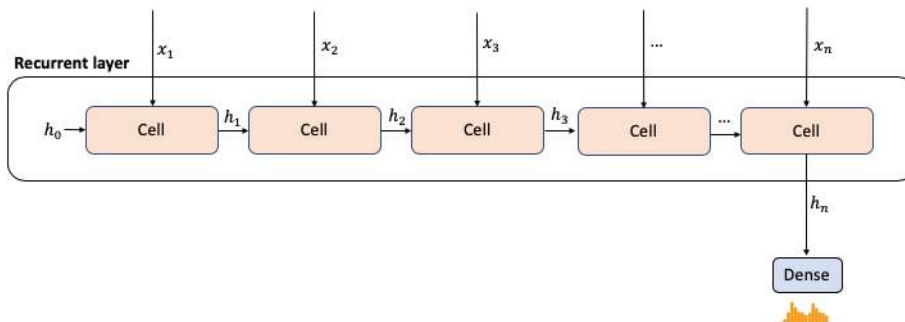 x₁ x₂ x₃ ... xₙ
Recurrent layer
h₀ Cell h₁ Cell h₂ Cell h₃ Cell ... Cell
hₙ
Dense